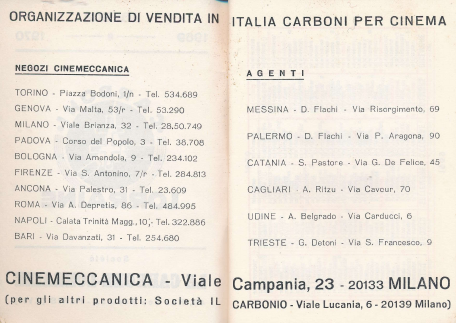 ORGANIZZAZIONE DI VENDITA IN ITALIA CARBONI PER CINEMA
NEGOZI CINEMECCANICA
TORINO - Piazza Bodoni, 1/n - Tel. 534.689
GENOVA - Via Malta, 53/r - Tel. 53.290
MILANO - Viale Brianza, 32 - Tel. 28.50.749
PADOVA - Corso del Popolo, 3 - Tel. 38.708
BOLOGNA - Via Amendola, 9 - Tel. 234.102
FIRENZE - Via S. Antonino, 7/r - Tel. 284.813
ANCONA - Via Palestro, 31 - Tel. 23.609
ROMA - Via A. Depretis, 86 - Tel. 484.995
NAPOLI - Calata Trinità Magg., 10; - Tel. 322.886
BARI - Via Davanzati, 31 - Tel. 254.680
AGENTI
MESSINA - D. Flachi - Via Risorgimento, 69
PALERMO - D. Flachi - Via P. Aragona, 90
CATANIA - S. Pastore - Via G. De Felice, 45
CAGLIARI - A. Ritzu - Via Cavour, 70
UDINE - A. Belgrado - Via Carducci, 6
TRIESTE - G. Detoni - Via S. Francesco, 9
CINEMECCANICA - Viale Campania, 23 - 20133 MILANO
(per gli altri prodotti: Società IL CARBONIO - Viale Lucania, 6 - 20139 Milano)